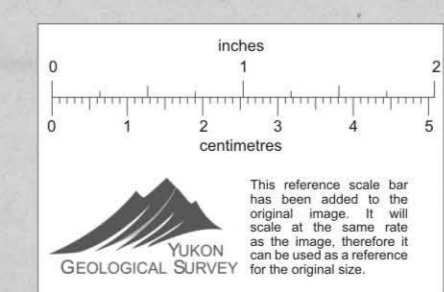 inches
0 1 2
0 1 2 3 4 5
centimetres
This reference scale bar
has been added to the
original image. It will
scale at the same rate
as the image, therefore it
can be used as a reference
for the original size.
YUKON
GEOLOGICAL SURVEY